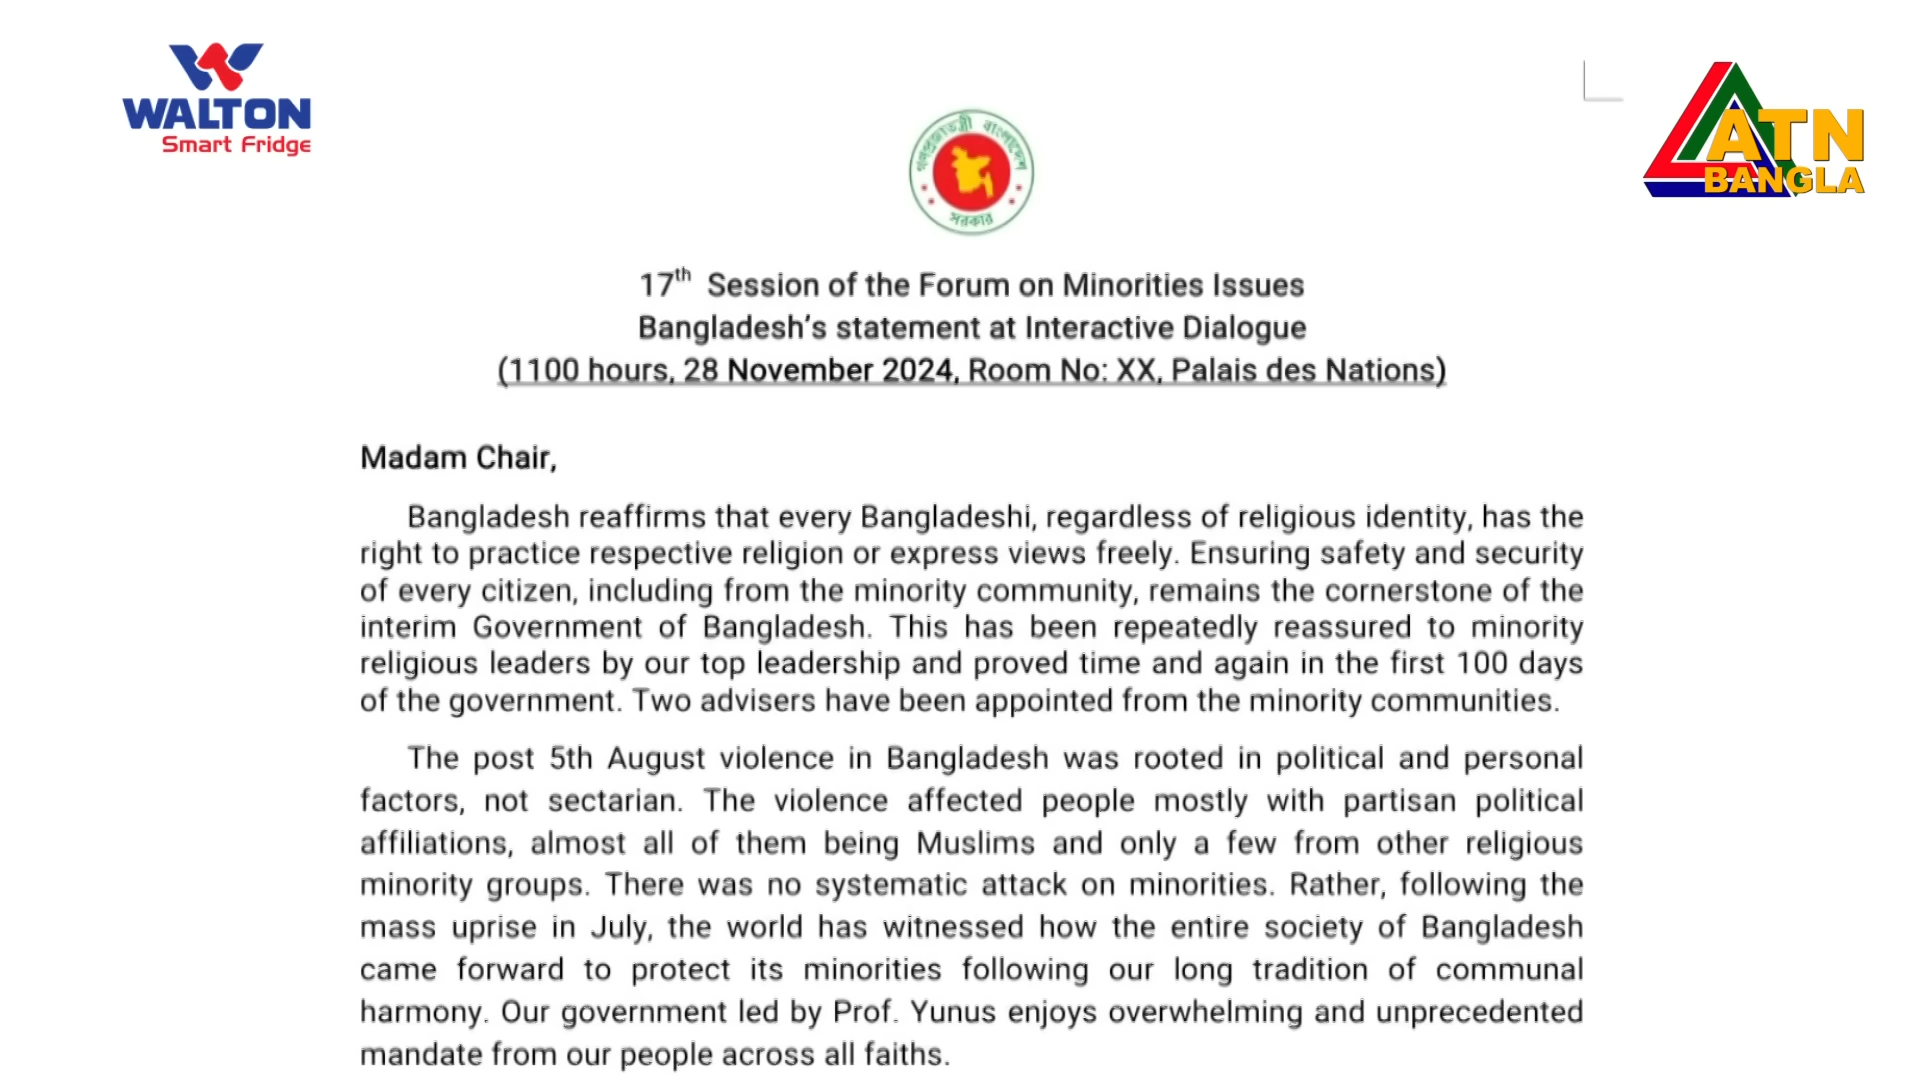 WALTON
Smart Fridge
ATN
BANGLA
গণপ্রজাতন্ত্রী বাংলাদেশ
সরকার
17th Session of the Forum on Minorities Issues
Bangladesh's statement at Interactive Dialogue
(1100 hours, 28 November 2024, Room No: XX, Palais des Nations)
Madam Chair,
Bangladesh reaffirms that every Bangladeshi, regardless of religious identity, has the
right to practice respective religion or express views freely. Ensuring safety and security
of every citizen, including from the minority community, remains the cornerstone of the
interim Government of Bangladesh. This has been repeatedly reassured to minority
religious leaders by our top leadership and proved time and again in the first 100 days
of the government. Two advisers have been appointed from the minority communities.
The post 5th August violence in Bangladesh was rooted in political and personal
factors, not sectarian. The violence affected people mostly with partisan political
affiliations, almost all of them being Muslims and only a few from other religious
minority groups. There was no systematic attack on minorities. Rather, following the
mass uprise in July, the world has witnessed how the entire society of Bangladesh
came forward to protect its minorities following our long tradition of communal
harmony. Our government led by Prof. Yunus enjoys overwhelming and unprecedented
mandate from our people across all faiths.